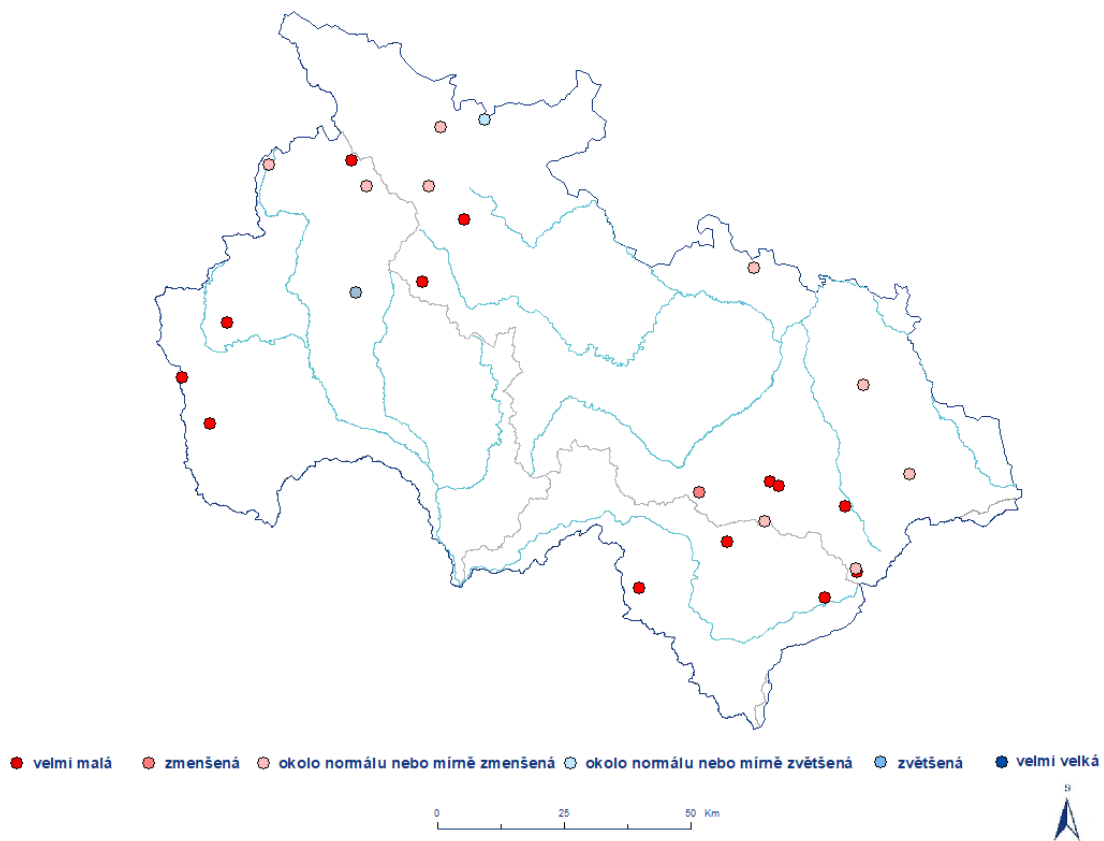 velmi malá zmenšená okolo normálu nebo mírně zmenšená okolo normálu nebo mírně zvětšená zvětšená velmi velká
S
0 25 50 Km